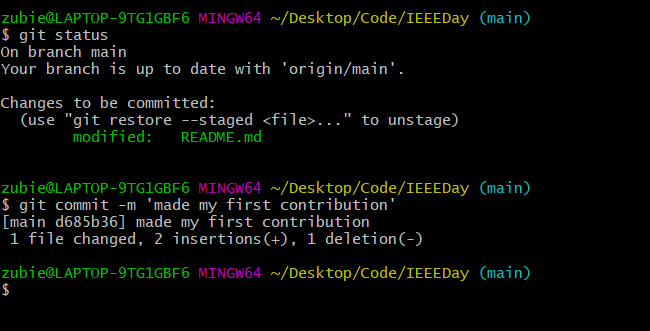 zubie@LAPTOP-9TG1GBF6 MINGW64 ~/Desktop/Code/IEEEDay (main)
$ git status
On branch main
Your branch is up to date with 'origin/main'.

Changes to be committed:
  (use "git restore --staged <file>..." to unstage)
        modified:   README.md


zubie@LAPTOP-9TG1GBF6 MINGW64 ~/Desktop/Code/IEEEDay (main)
$ git commit -m 'made my first contribution'
[main d685b36] made my first contribution
 1 file changed, 2 insertions(+), 1 deletion(-)

zubie@LAPTOP-9TG1GBF6 MINGW64 ~/Desktop/Code/IEEEDay (main)
$